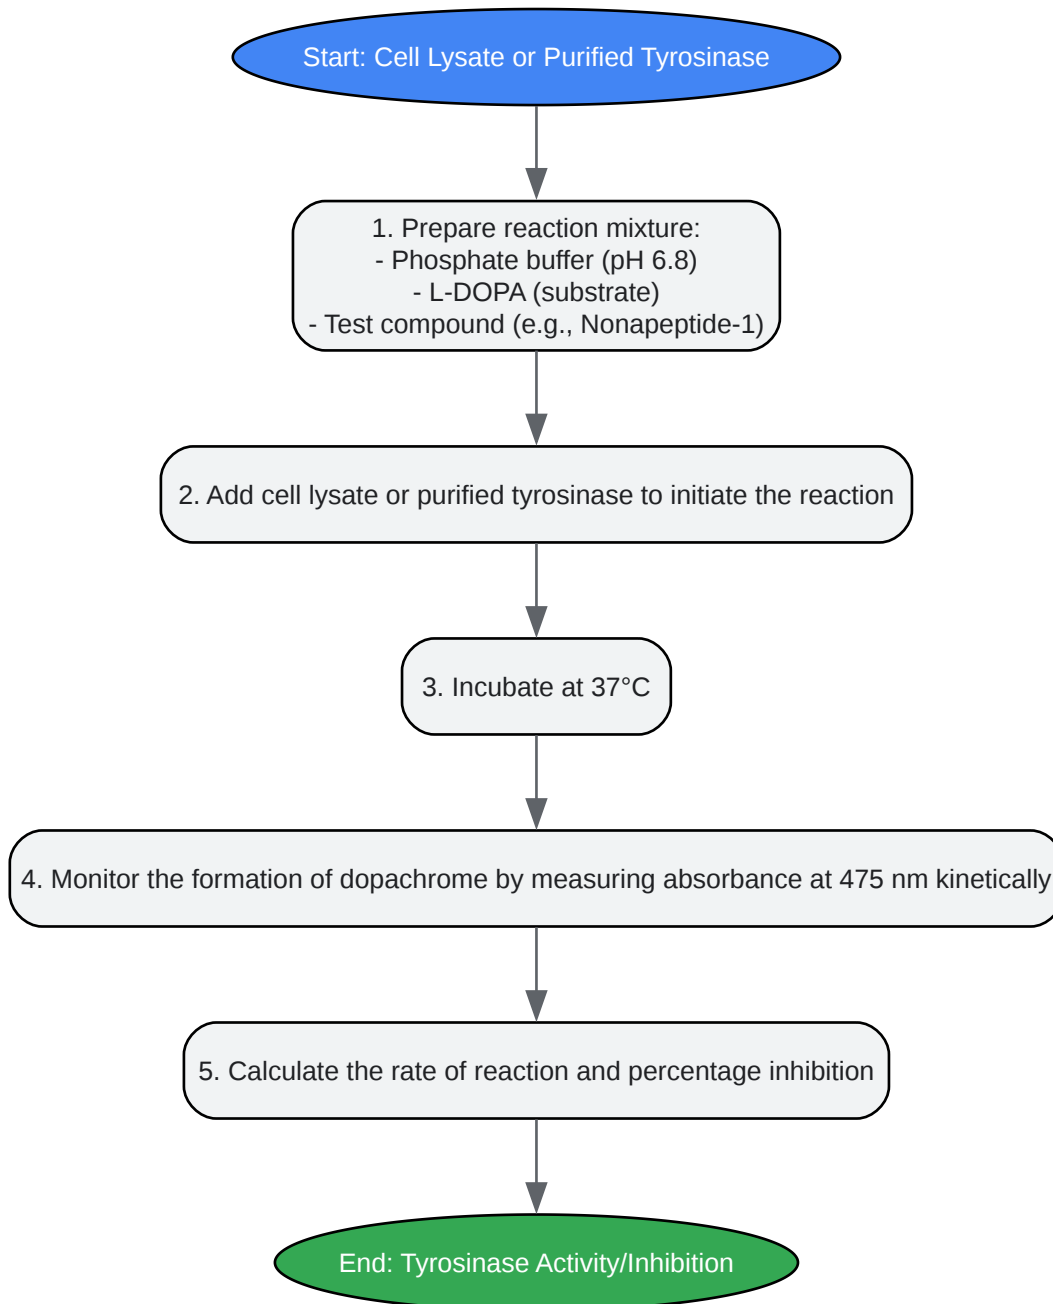 Start: Cell Lysate or Purified Tyrosinase
1. Prepare reaction mixture:
- Phosphate buffer (pH 6.8)
- L-DOPA (substrate)
- Test compound (e.g., Nonapeptide-1)
2. Add cell lysate or purified tyrosinase to initiate the reaction
3. Incubate at 37°C
4. Monitor the formation of dopachrome by measuring absorbance at 475 nm kinetically
5. Calculate the rate of reaction and percentage inhibition
End: Tyrosinase Activity/Inhibition